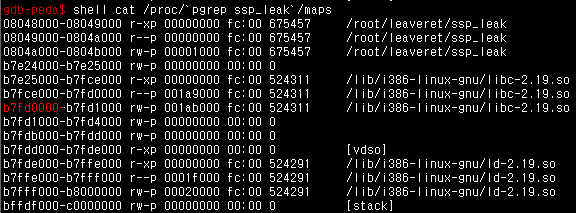 gdb-peda$ shell cat /proc/`pgrep ssp_leak`/maps
08048000-08049000 r-xp 00000000 fc:00 675457 /root/leaveret/ssp_leak
08049000-0804a000 r--p 00000000 fc:00 675457 /root/leaveret/ssp_leak
0804a000-0804b000 rw-p 00001000 fc:00 675457 /root/leaveret/ssp_leak
b7e24000-b7e25000 rw-p 00000000 00:00 0
b7e25000-b7fce000 r-xp 00000000 fc:00 524311 /lib/i386-linux-gnu/libc-2.19.so
b7fce000-b7fd0000 r--p 001a9000 fc:00 524311 /lib/i386-linux-gnu/libc-2.19.so
b7fd0000-b7fd1000 rw-p 001ab000 fc:00 524311 /lib/i386-linux-gnu/libc-2.19.so
b7fd1000-b7fd4000 rw-p 00000000 00:00 0
b7fdb000-b7fdd000 rw-p 00000000 00:00 0
b7fdd000-b7fde000 r-xp 00000000 00:00 0 [vdso]
b7fde000-b7ffe000 r-xp 00000000 fc:00 524291 /lib/i386-linux-gnu/ld-2.19.so
b7ffe000-b7fff000 r--p 0001f000 fc:00 524291 /lib/i386-linux-gnu/ld-2.19.so
b7fff000-b8000000 rw-p 00020000 fc:00 524291 /lib/i386-linux-gnu/ld-2.19.so
bffdf000-c0000000 rw-p 00000000 00:00 0 [stack]